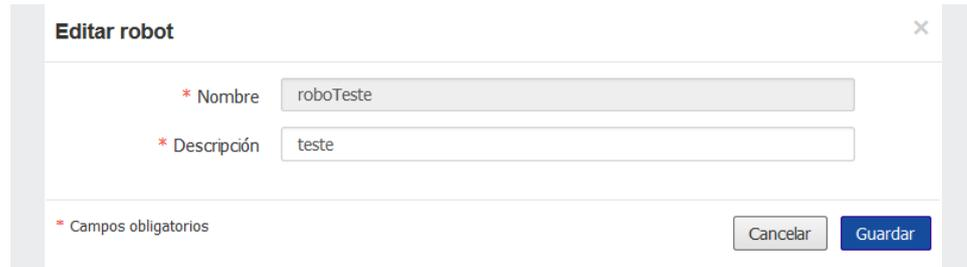 Editar robot ×
* Nombre roboTeste
* Descripción teste
* Campos obligatorios
Cancelar Guardar